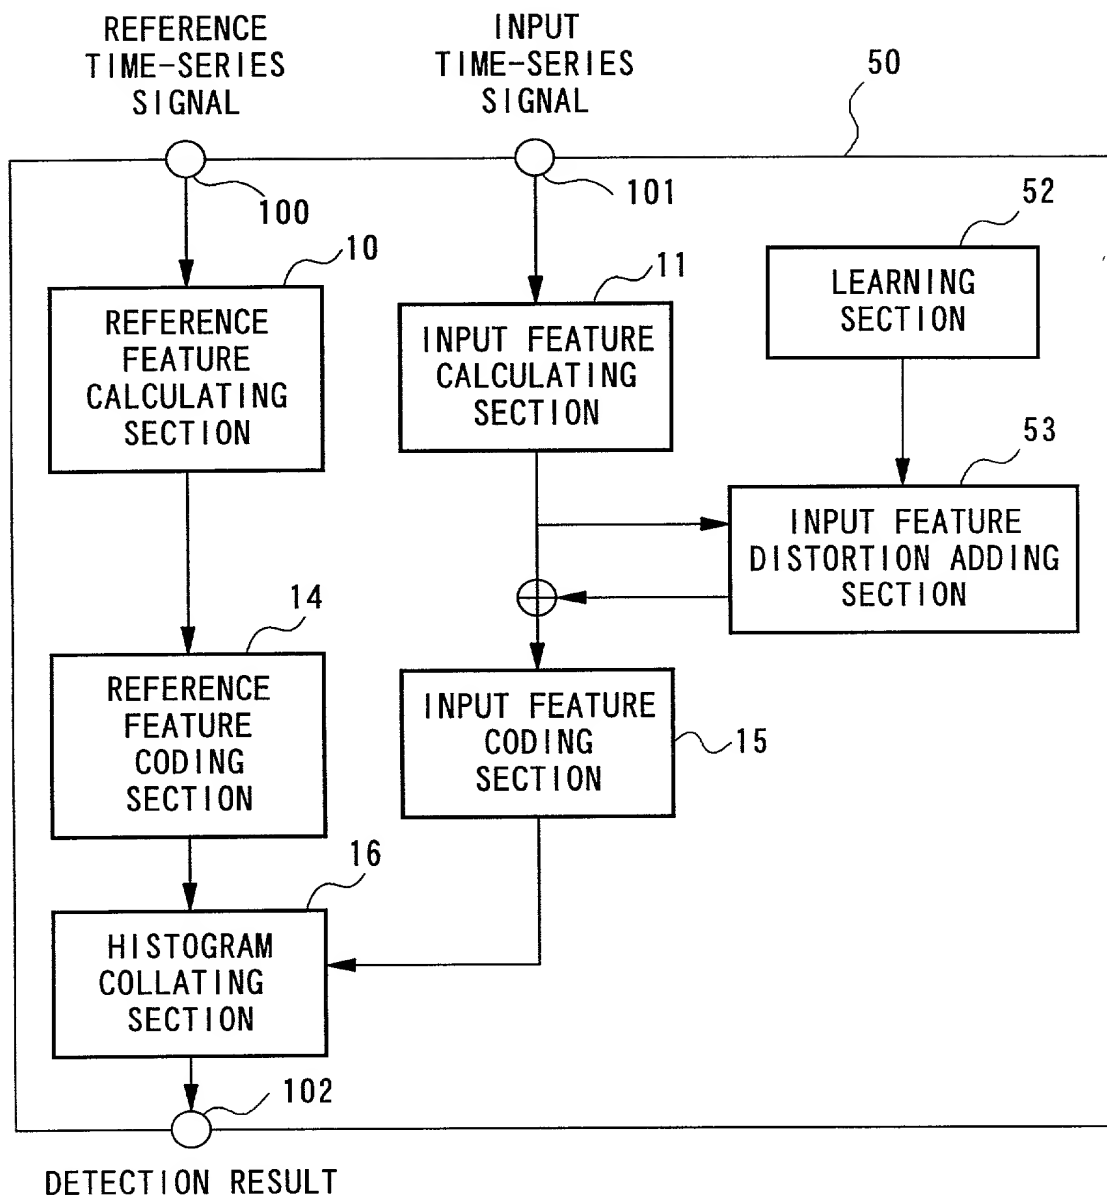 REFERENCE
TIME-SERIES
SIGNAL
INPUT
TIME-SERIES
SIGNAL
50
100
101
52
10
11
LEARNING
SECTION
REFERENCE
FEATURE
CALCULATING
SECTION
INPUT FEATURE
CALCULATING
SECTION
53
INPUT FEATURE
DISTORTION ADDING
SECTION
14
REFERENCE
FEATURE
CODING
SECTION
INPUT FEATURE
CODING
SECTION
15
16
HISTOGRAM
COLLATING
SECTION
102
DETECTION RESULT